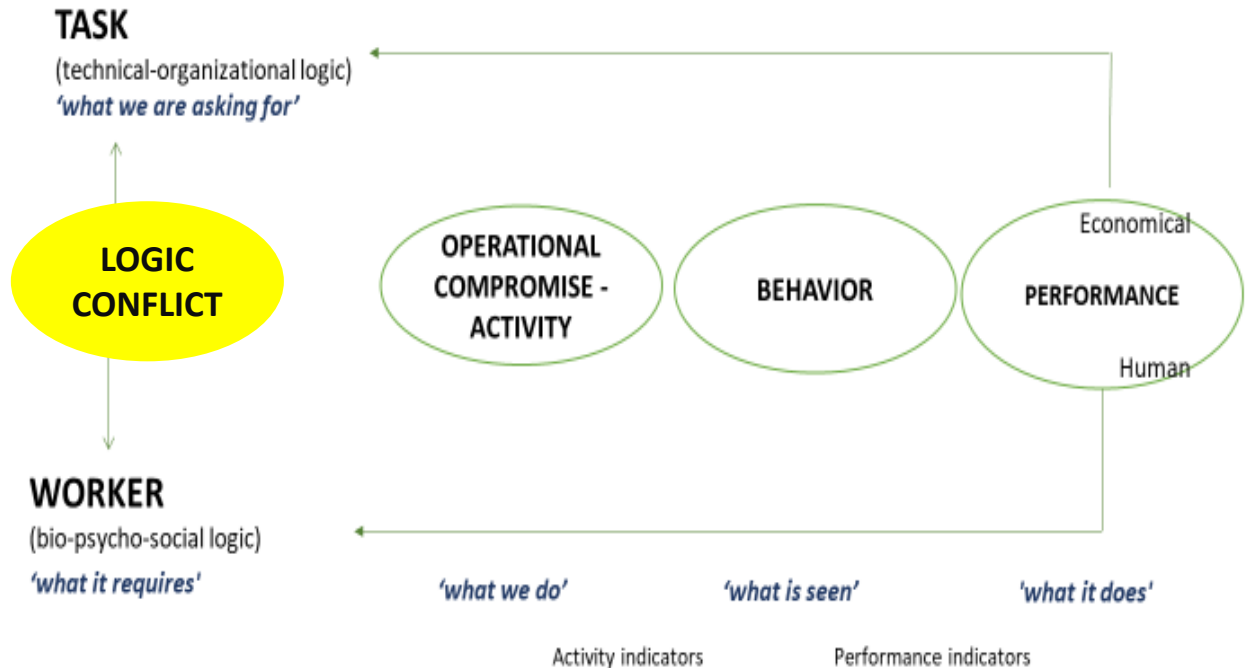 TASK
(technical-organizational logic)
‘what we are asking for’
LOGIC
CONFLICT
OPERATIONAL
COMPROMISE -
ACTIVITY
BEHAVIOR
Economical
PERFORMANCE
Human
WORKER
(bio-psycho-social logic)
‘what it requires'
‘what we do’
‘what is seen’
'what it does'
Activity indicators
Performance indicators